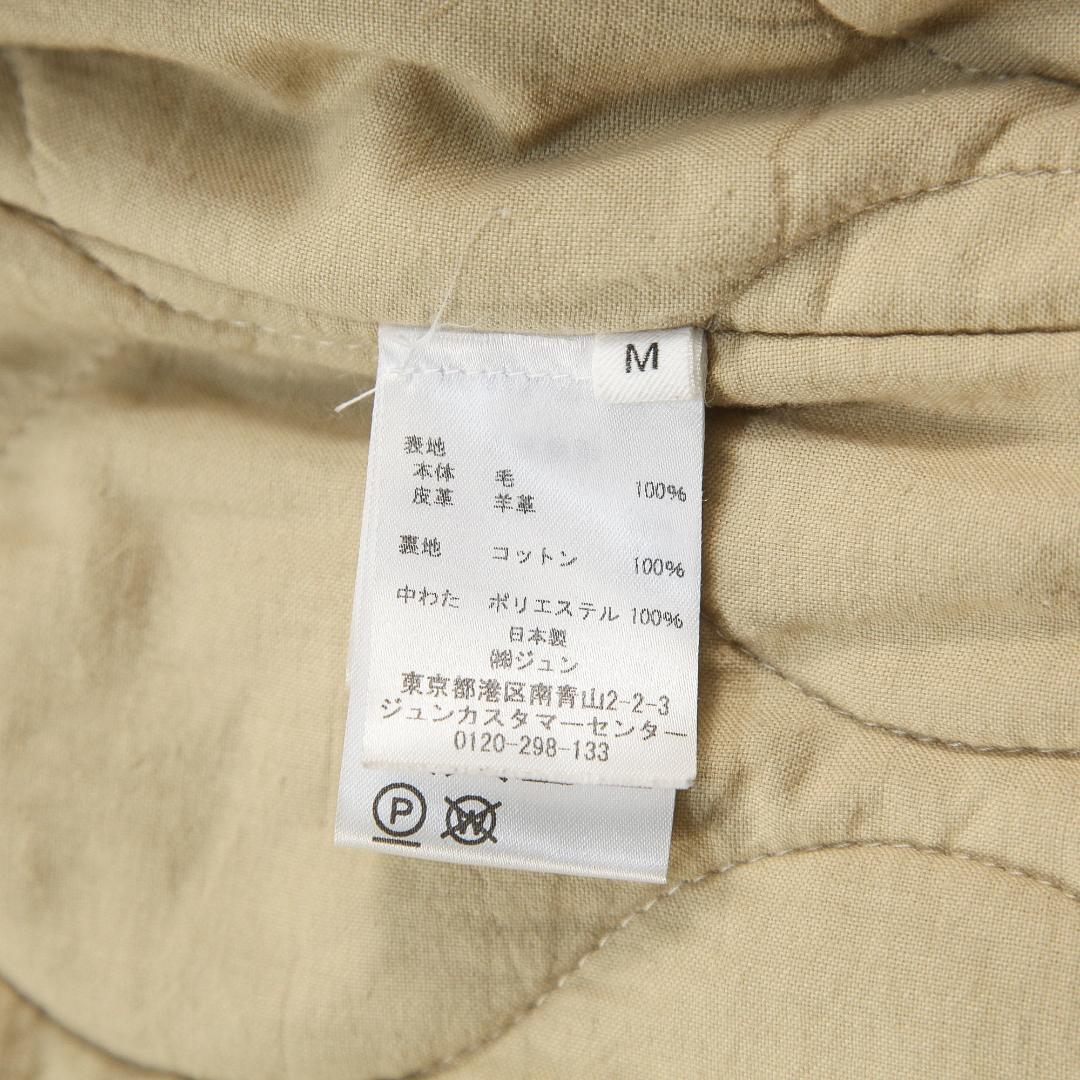 M
表地
本体 毛 100%
皮革 羊革
裏地 コットン 100%
中わた ポリエステル 100%
日本製
㈱ジュン
東京都港区南青山2-2-3
ジュンカスタマーセンター
0120-298-133
P W